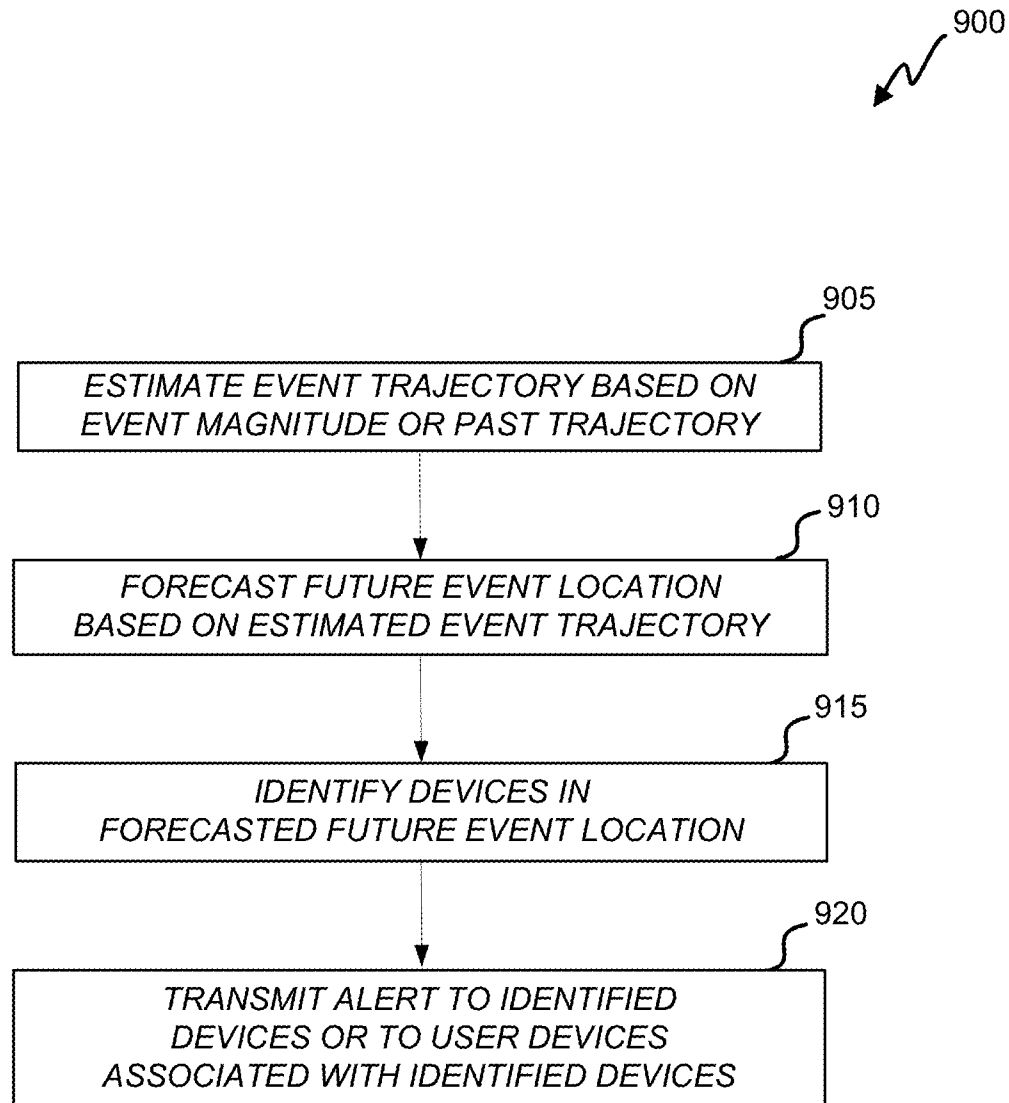 900
905
ESTIMATE EVENT TRAJECTORY BASED ON
EVENT MAGNITUDE OR PAST TRAJECTORY
910
FORECAST FUTURE EVENT LOCATION
BASED ON ESTIMATED EVENT TRAJECTORY
915
IDENTIFY DEVICES IN
FORECASTED FUTURE EVENT LOCATION
920
TRANSMIT ALERT TO IDENTIFIED
DEVICES OR TO USER DEVICES
ASSOCIATED WITH IDENTIFIED DEVICES